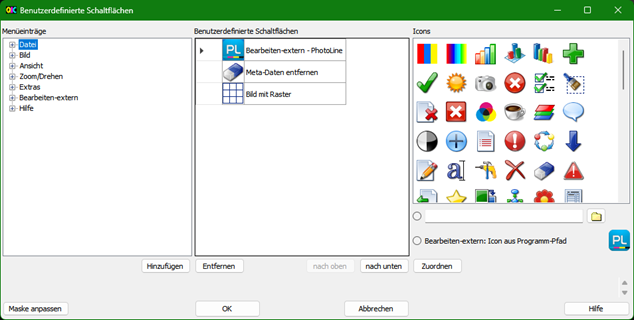 Benutzerdefinierte Schaltflächen
Menüeinträge
Datei
Bild
Ansicht
Zoom/Drehen
Extras
Bearbeiten-extern
Hilfe
Hinzufügen
Benutzerdefinierte Schaltflächen
PL Bearbeiten-extern - PhotoLine
Meta-Daten entfernen
Bild mit Raster
Entfernen
nach oben
nach unten
Icons
a
Bearbeiten-extern: Icon aus Programm-Pfad
PL
Zuordnen
Maske anpassen
OK
Abbrechen
Hilfe